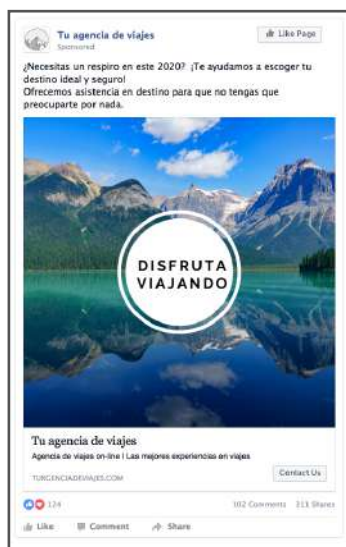 Tu agencia de viajes
Like Page
Sponsored
¿Necesitas un respiro en este 2020? ¡Te ayudamos a escoger tu
destino ideal y seguro!
Ofrecemos asistencia en destino para que no tengas que
preocuparte por nada.
DISFRUTA
VIAJANDO
Tu agencia de viajes
Agencia de viajes on-line | Las mejores experiencias en viajes
TURGENCIADEVIAJES.COM
Contact Us
124
102 Comments 211 Shares
Like Comment Share